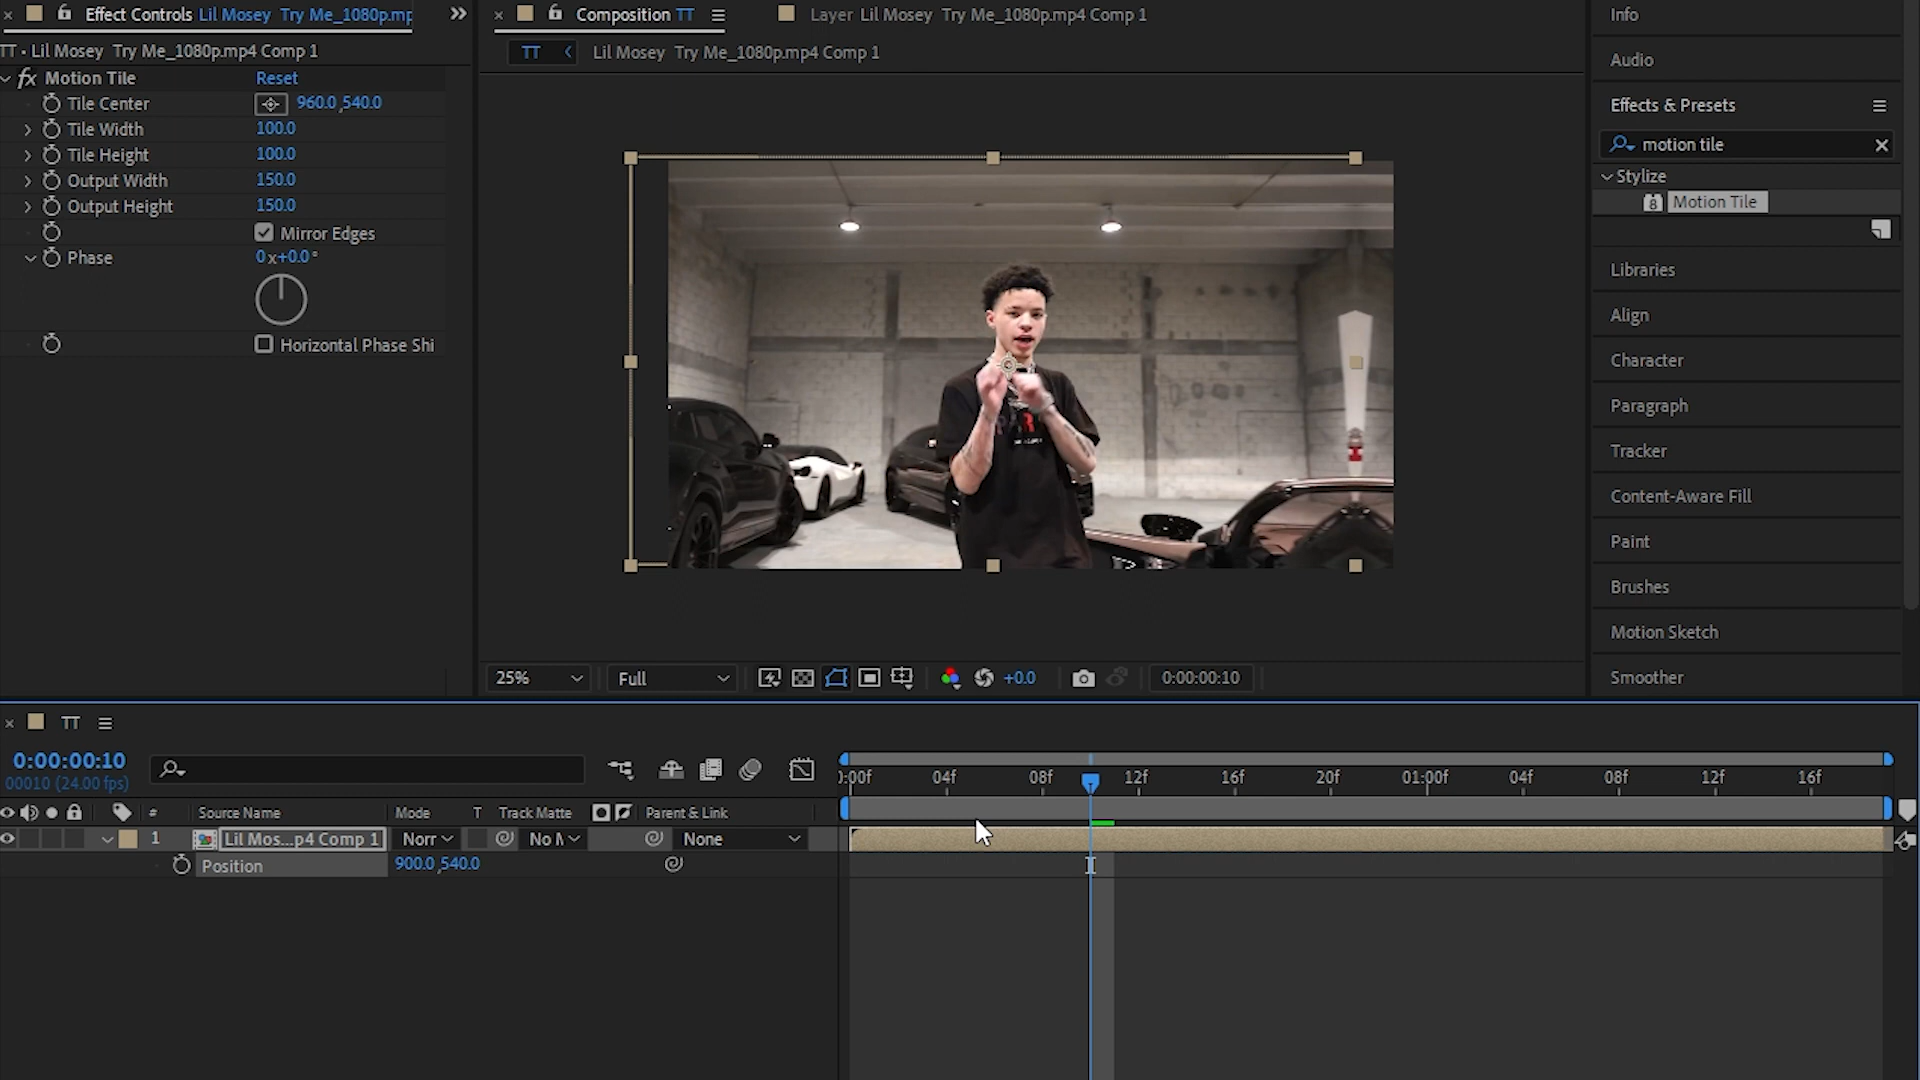 Effect Controls Lil Mosey Try Me_1080p.mp
TT • Lil Mosey Try Me_1080p.mp4 Comp 1
fx Motion Tile Reset
Tile Center 960.0,540.0
Tile Width 100.0
Tile Height 100.0
Output Width 150.0
Output Height 150.0
Mirror Edges
Phase 0x+0.0°
Horizontal Phase Shi
Composition TT
Layer Lil Mosey Try Me_1080p.mp4 Comp 1
TT Lil Mosey Try Me_1080p.mp4 Comp 1
25% Full +0.0 0:00:00:10
Info
Audio
Effects & Presets
motion tile
Stylize
8 Motion Tile
Libraries
Align
Character
Paragraph
Tracker
Content-Aware Fill
Paint
Brushes
Motion Sketch
Smoother
TT
0:00:00:10
00010 (24.00 fps)
0:00f 04f 08f 12f 16f 20f 01:00f 04f 08f 12f 16f
# Source Name Mode T Track Matte Parent & Link
1 Lil Mos...p4 Comp 1 Norr No M None
Position 900.0,540.0